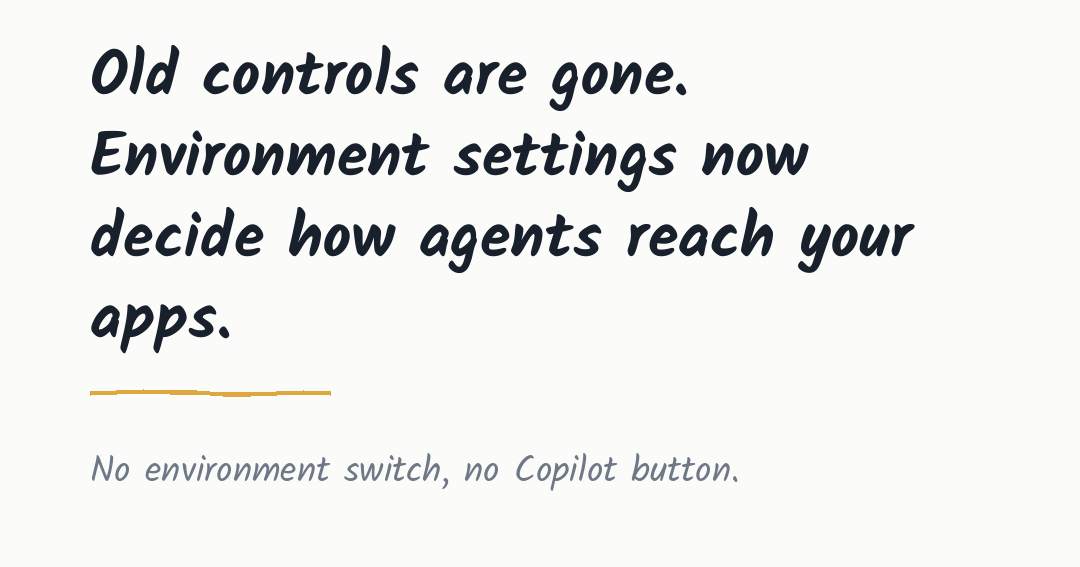 Old controls are gone.
Environment settings now
decide how agents reach your
apps.
No environment switch, no Copilot button.